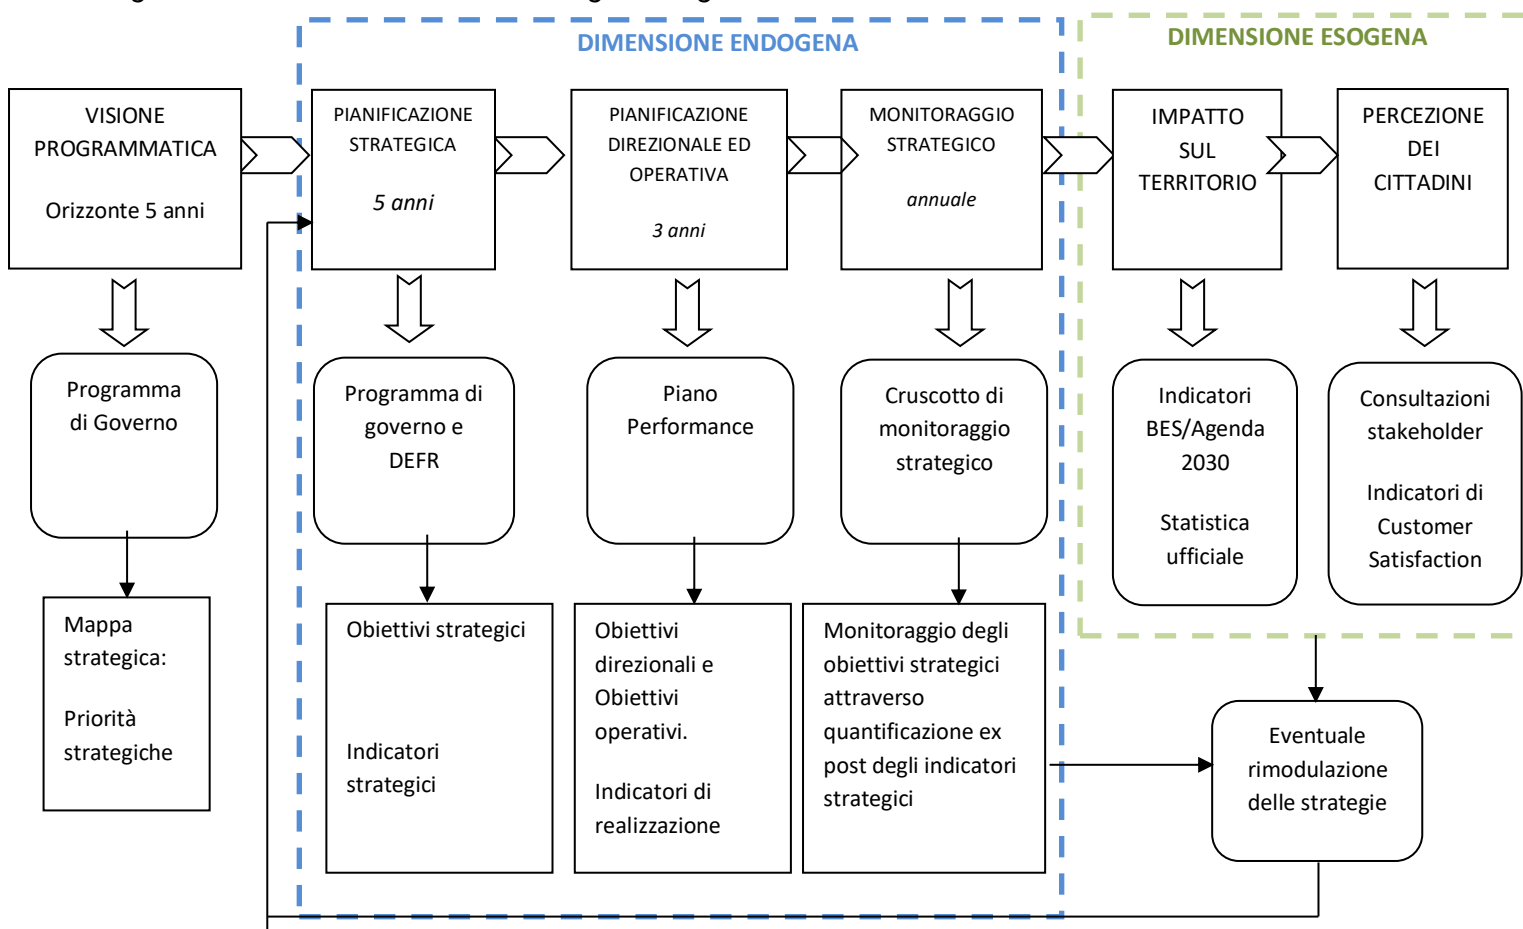 DIMENSIONE ENDOGENA
DIMENSIONE ESOGENA
VISIONE
PROGRAMMATICA
Orizzonte 5 anni
PIANIFICAZIONE
STRATEGICA
5 anni
PIANIFICAZIONE
DIREZIONALE ED
OPERATIVA
3 anni
MONITORAGGIO
STRATEGICO
annuale
IMPATTO
SUL
TERRITORIO
PERCEZIONE
DEI
CITTADINI
Programma
di Governo
Programma di
governo e
DEFR
Piano
Performance
Cruscotto di
monitoraggio
strategico
Indicatori
BES/Agenda
2030
Statistica
ufficiale
Consultazioni
stakeholder
Indicatori di
Customer
Satisfaction
Mappa
strategica:
Priorità
strategiche
Obiettivi strategici
Indicatori
strategici
Obiettivi
direzionali e
Obiettivi
operativi.
Indicatori di
realizzazione
Monitoraggio degli
obiettivi strategici
attraverso
quantificazione ex
post degli indicatori
strategici
Eventuale
rimodulazione
delle strategie